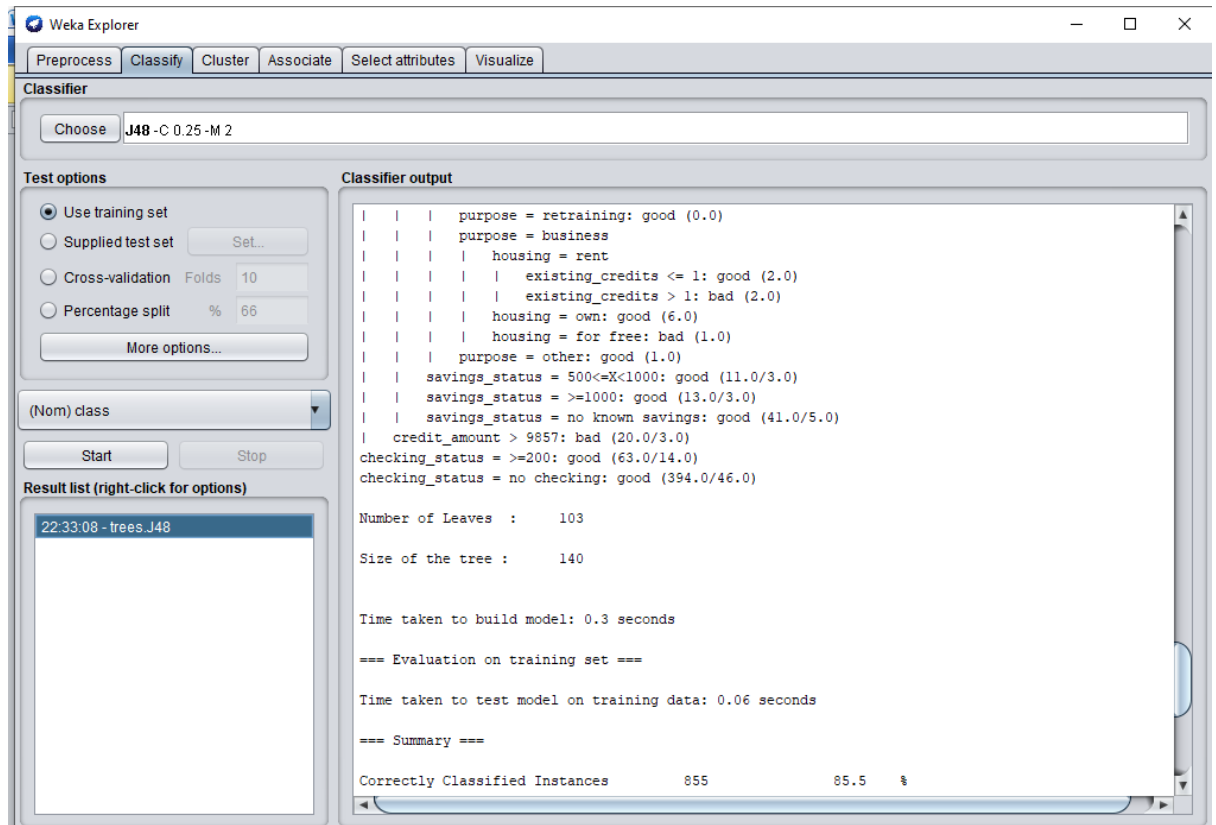 Weka Explorer
Preprocess Classify Cluster Associate Select attributes Visualize
Classifier
Choose J48 -C 0.25 -M 2
Test options
Use training set
Supplied test set Set...
Cross-validation Folds 10
Percentage split % 66
More options...
(Nom) class
Start Stop
Result list (right-click for options)
22:33:08 - trees.J48
Classifier output
| | | purpose = retraining: good (0.0)
| | | purpose = business
| | | | housing = rent
| | | | | existing_credits <= 1: good (2.0)
| | | | | existing_credits > 1: bad (2.0)
| | | | housing = own: good (6.0)
| | | | housing = for free: bad (1.0)
| | | purpose = other: good (1.0)
| | savings_status = 500<=X<1000: good (11.0/3.0)
| | savings_status = >=1000: good (13.0/3.0)
| | savings_status = no known savings: good (41.0/5.0)
| credit_amount > 9857: bad (20.0/3.0)
checking_status = >=200: good (63.0/14.0)
checking_status = no checking: good (394.0/46.0)
Number of Leaves : 103
Size of the tree : 140
Time taken to build model: 0.3 seconds
=== Evaluation on training set ===
Time taken to test model on training data: 0.06 seconds
=== Summary ===
Correctly Classified Instances 855 85.5 %